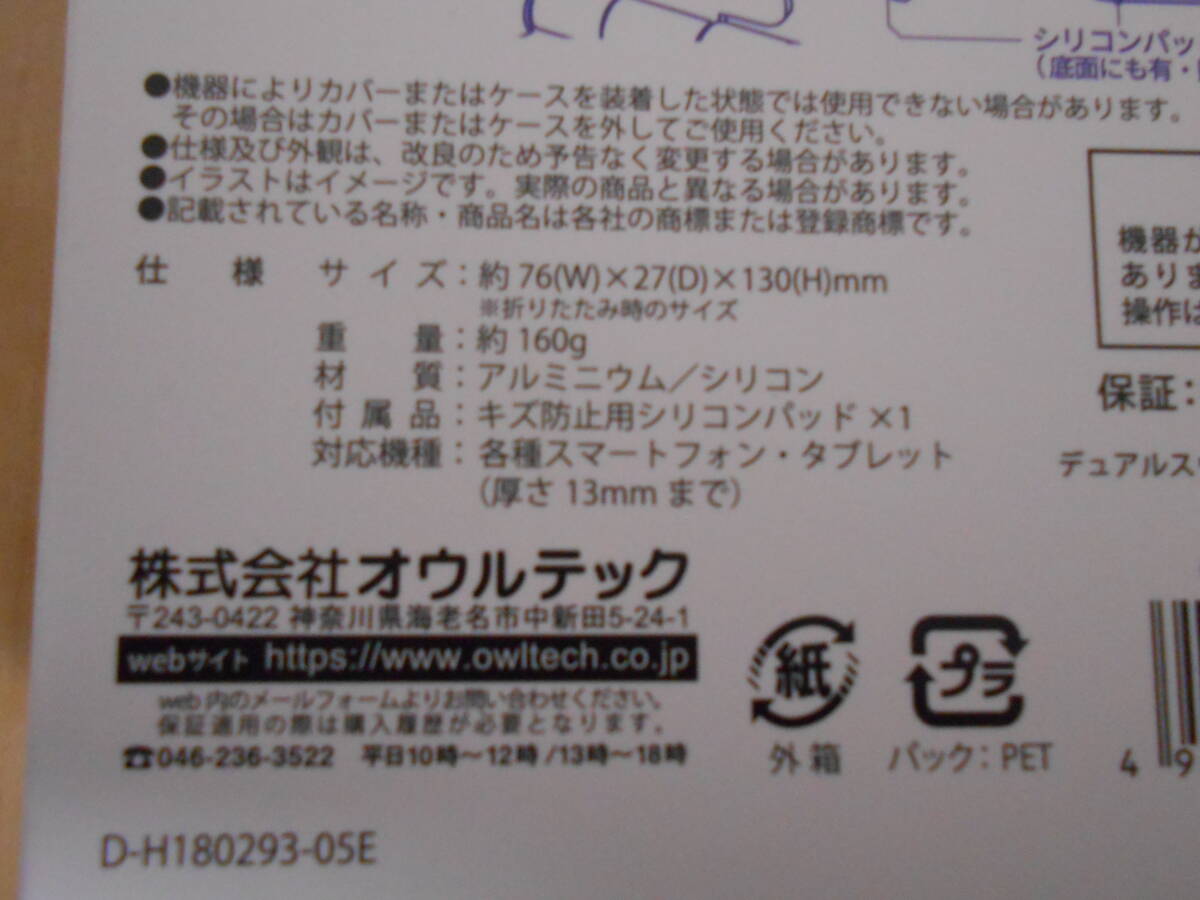 シリコンパッ
(底面にも有・
●機器によりカバーまたはケースを装着した状態では使用できない場合があります。
その場合はカバーまたはケースを外してご使用ください。
●仕様及び外観は、改良のため予告なく変更する場合があります。
●イラストはイメージです。実際の商品と異なる場合があります。
●記載されている名称・商品名は各社の商標または登録商標です。
仕様 サイズ：約 76(W)×27(D)×130(H)mm
※折りたたみ時のサイズ
重量：約 160g
材質：アルミニウム／シリコン
付属品：キズ防止用シリコンパッド ×1
対応機種：各種スマートフォン・タブレット
(厚さ 13mm まで)
機器が
ありま
操作は
保証：
デュアルス
株式会社オウルテック
〒243-0422 神奈川県海老名市中新田5-24-1
webサイト https://www.owltech.co.jp
web 内のメールフォームよりお問い合わせください。
保証適用の際は購入履歴が必要となります。
☎046-236-3522 平日10時～12時 /13時～18時
紙
外箱
プラ
パック：PET
4 9
D-H180293-05E